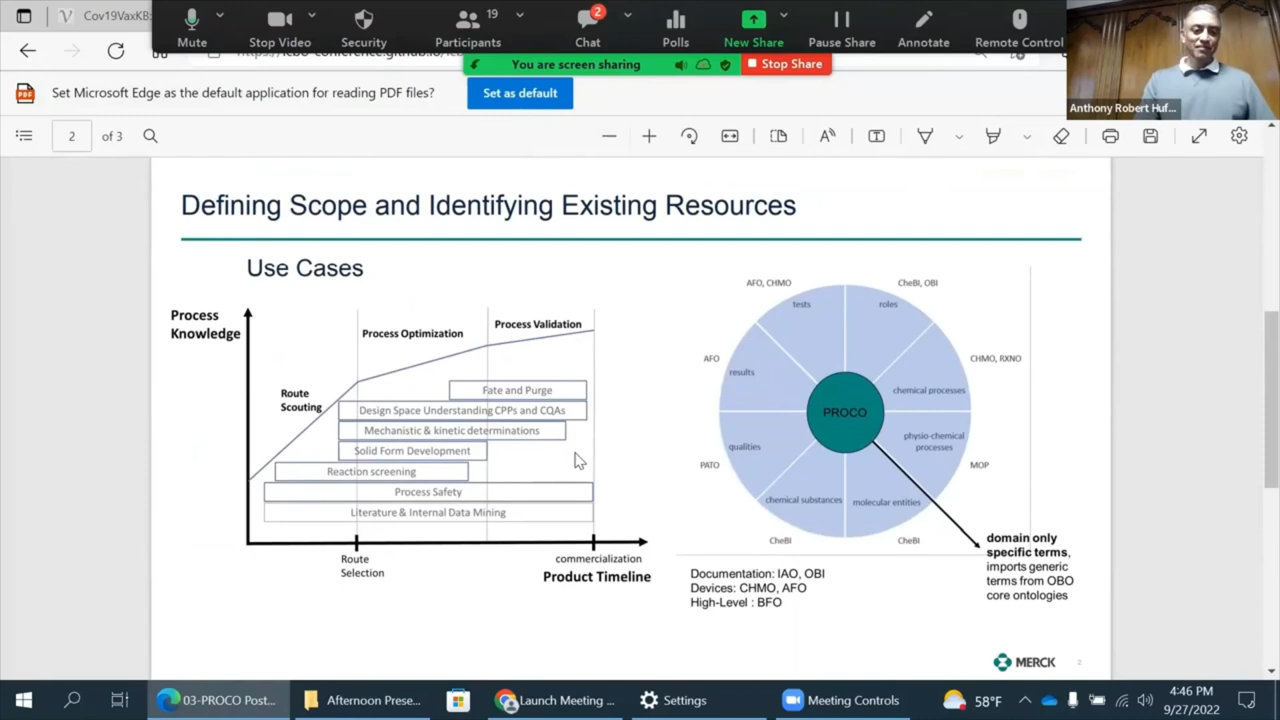 Cov19VaxKB:
19
2
Mute
Stop Video
Security
Participants
Chat
Polls
New Share
Pause Share
Annotate
Remote Control
You are screen sharing
Stop Share
Anthony Robert Huf...
PDF
Set Microsoft Edge as the default application for reading PDF files?
Set as default
2
of 3
Defining Scope and Identifying Existing Resources
Use Cases
Process
Knowledge
Process Optimization
Process Validation
Route
Scouting
Fate and Purge
Design Space Understanding CPPs and CQAs
Mechanistic & kinetic determinations
Solid Form Development
Reaction screening
Process Safety
Literature & Internal Data Mining
Route
Selection
commercialization
Product Timeline
AFO, CHMO
CheBI, OBI
tests
roles
AFO
CHMO, RXNO
results
chemical processes
PROCO
qualities
physio-chemical
processes
PATO
MOP
chemical substances
molecular entities
CheBI
CheBI
domain only
specific terms,
imports generic
terms from OBO
core ontologies
Documentation: IAO, OBI
Devices: CHMO, AFO
High-Level : BFO
MERCK
2
03-PROCO Post...
Afternoon Prese...
Launch Meeting ...
Settings
Meeting Controls
58°F
4:46 PM
9/27/2022